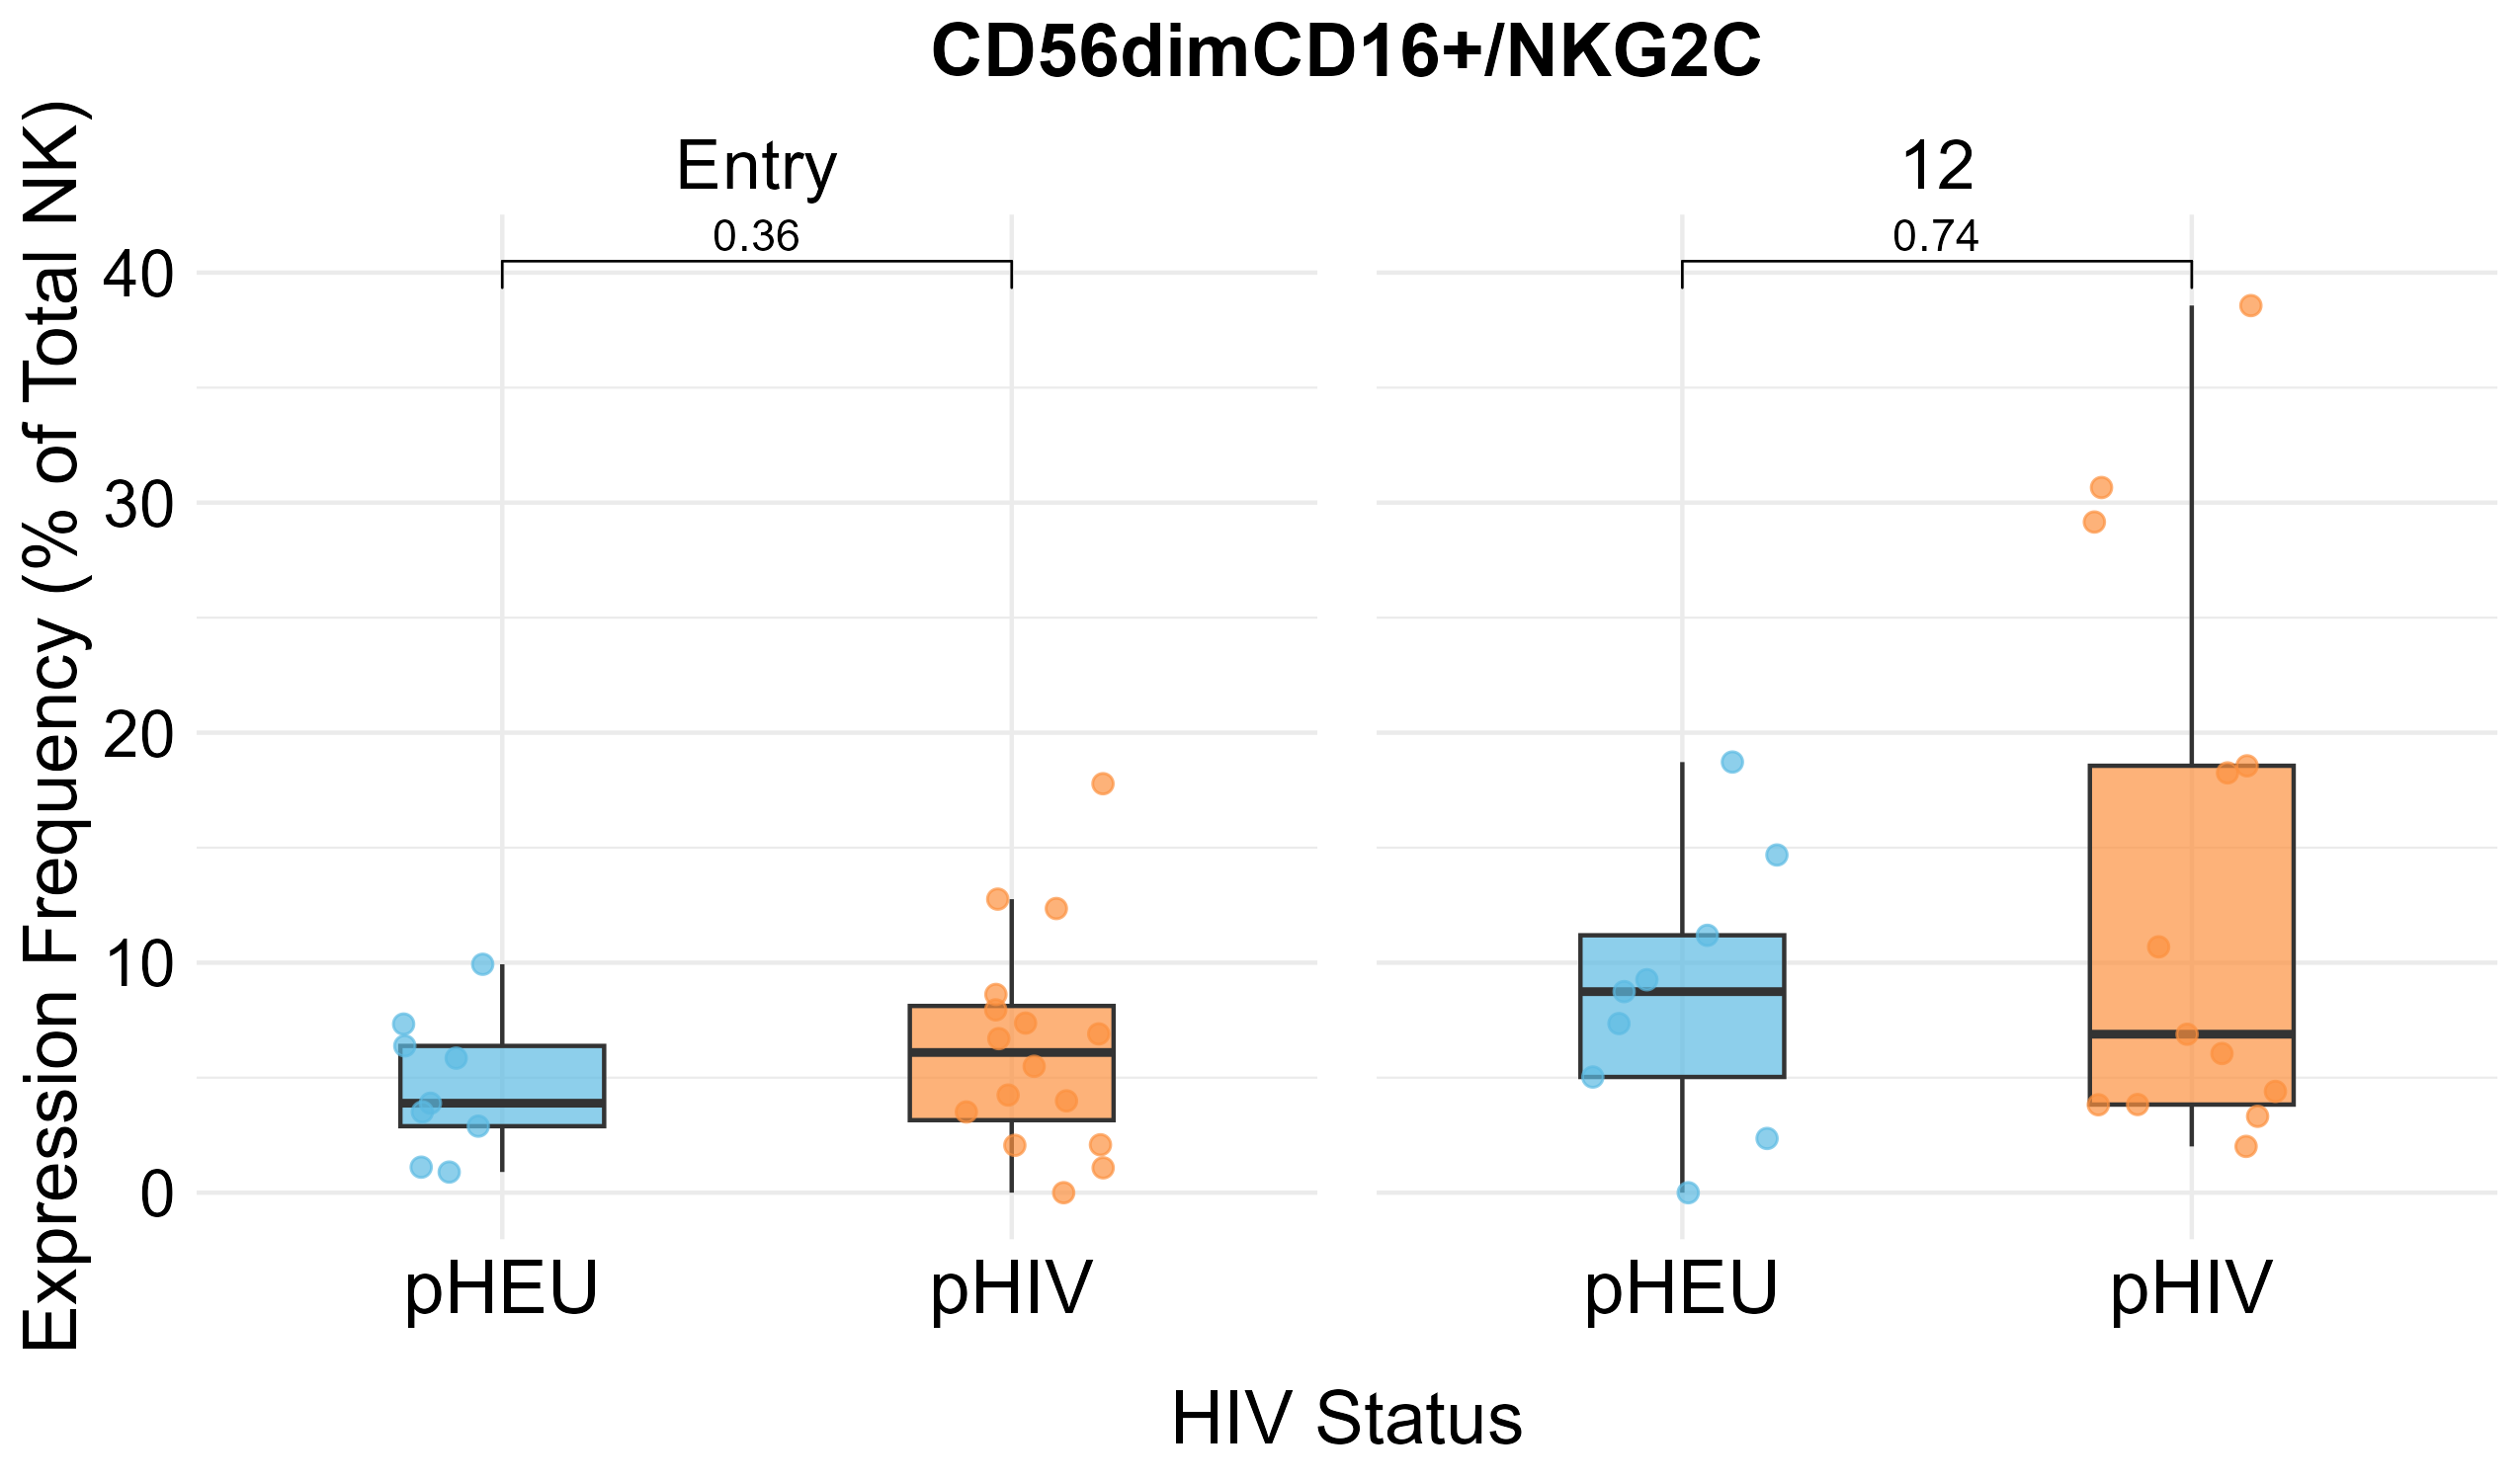 CD56dimCD16+/NKG2C
Expression Frequency (% of Total NK)
Entry
12
0.36
0.74
40
30
20
10
0
pHEU
pHIV
pHEU
pHIV
HIV Status